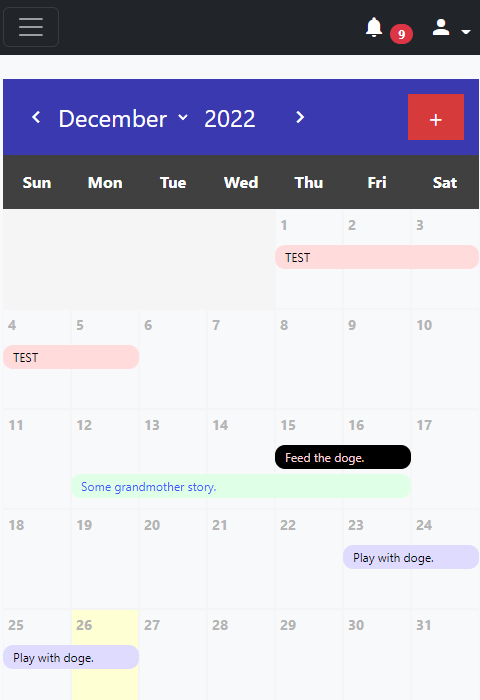 9
December 2022 +
Sun Mon Tue Wed Thu Fri Sat
1 2 3
TEST
4 5 6 7 8 9 10
TEST
11 12 13 14 15 16 17
Feed the doge.
Some grandmother story.
18 19 20 21 22 23 24
Play with doge.
25 26 27 28 29 30 31
Play with doge.